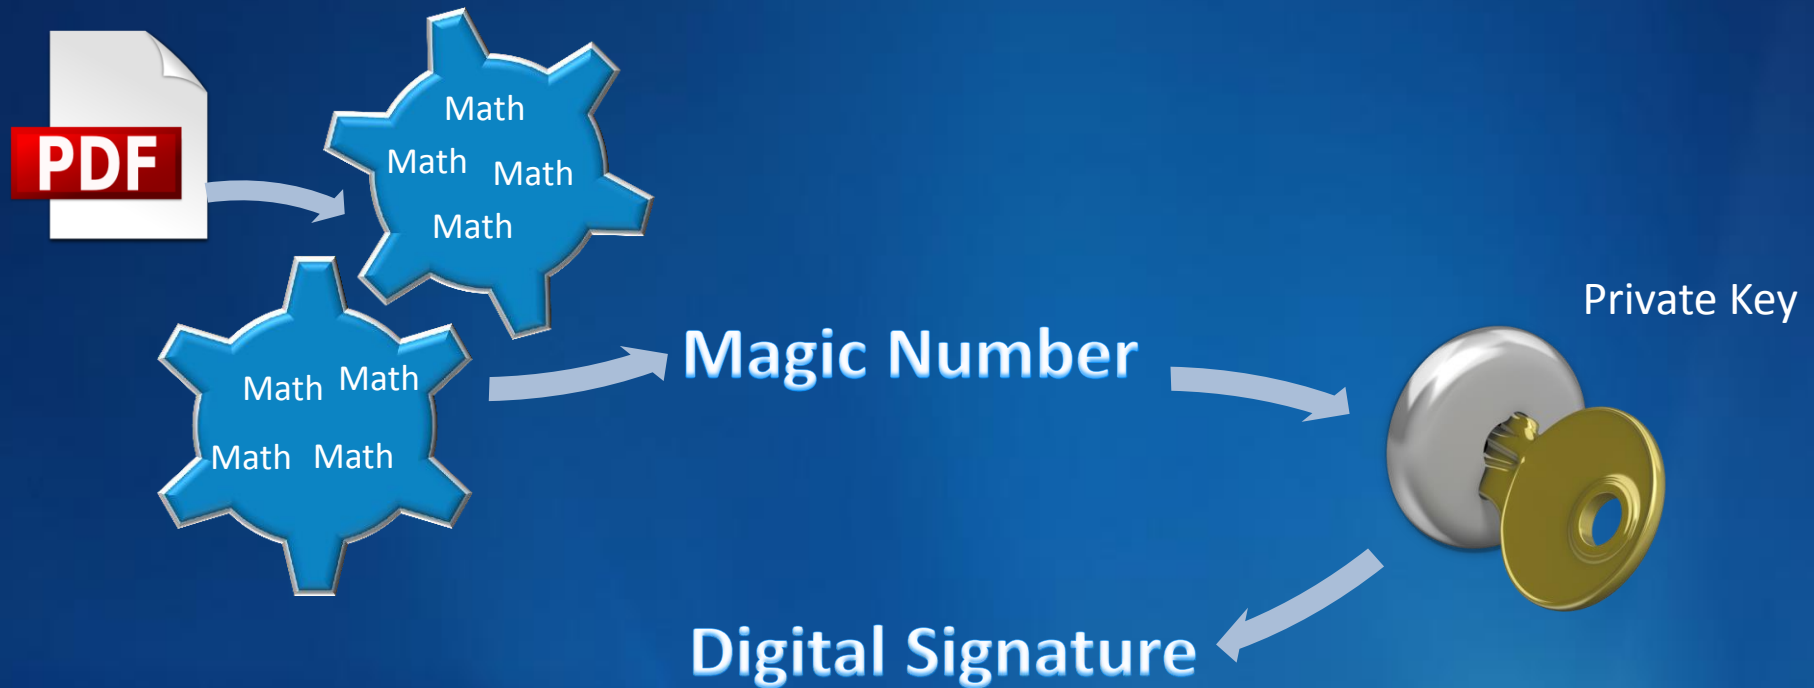 PDF
Math
Math
Math
Math
Math
Math
Math
Math
Magic Number
Private Key
Digital Signature